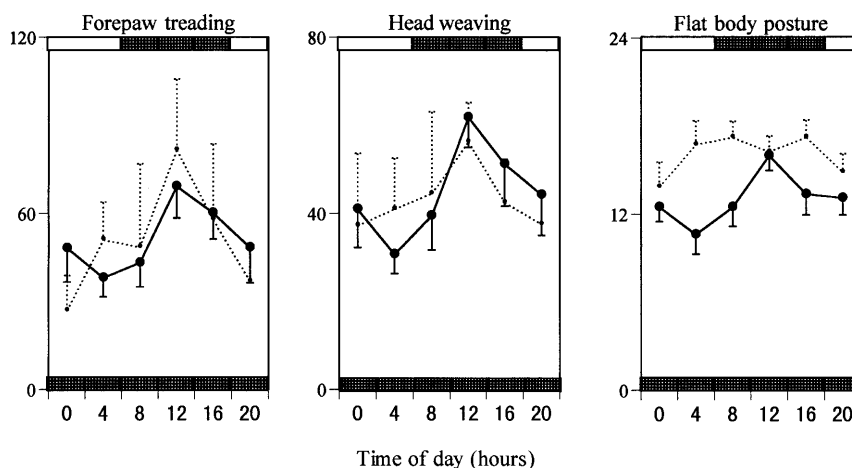 Forepaw treading
120
60
0
0 4 8 12 16 20
Head weaving
80
40
0
0 4 8 12 16 20
Flat body posture
24
12
0
0 4 8 12 16 20
Time of day (hours)